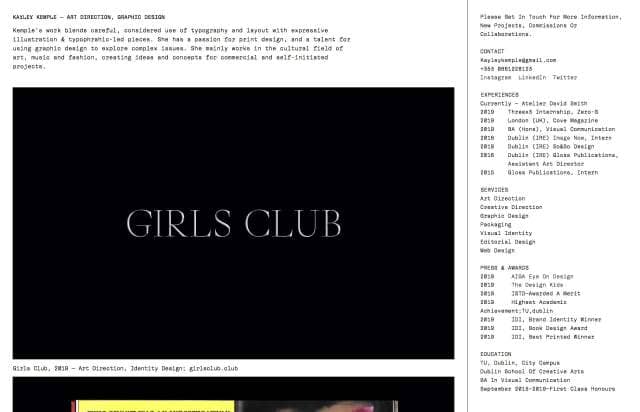 KAYLEY KEMPLE — ART DIRECTION, GRAPHIC DESIGN
Kemple's work blends careful, considered use of typography and layout with expressive
illustration & typophrahic-led pieces. She has a passion for print design, and a talent for
using graphic design to explore complex issues. She mainly works in the cultural field of
art, music and fashion, creating ideas and concepts for commercial and self-initiated
projects.
GIRLS CLUB
Girls Club, 2019 — Art Direction, Identity Design: girlsclub.club
Please Get In Touch For More Information,
New Projects, Commissions Or
Collaborations.
CONTACT
Kayleykemple@gmail.com
Instagram LinkedIn Twitter
EXPERIENCES
Currently — Atelier David Smith
2019 ThreexS Internship, Zero-G
2019 London (UK), Cove Magazine
2019 BA (Hons), Visual Communication
2018 Dublin (IRE) Image Now, Intern
2018 Dublin (IRE) So&So Design
2016 Dublin (IRE) Gloss Publications,
Assistant Art Director
2015 Gloss Publications, Intern
SERVICES
Art Direction
Creative Direction
Graphic Design
Packaging
Visual Identity
Editorial Design
Web Design
PRESS & AWARDS
2019 AIGA Eye On Design
2019 The Design Kids
2019 ISTD-Awarded A Merit
2019 Highest Academic
Achievement;TU,dublin
2019 IDI, Brand Identity Winner
2019 IDI, Book Design Award
2019 IDI, Best Printed Winner
EDUCATION
TU, Dublin, City Campus
Dublin School Of Creative Arts
BA In Visual Communication
September 2015-2019-First Class Honours